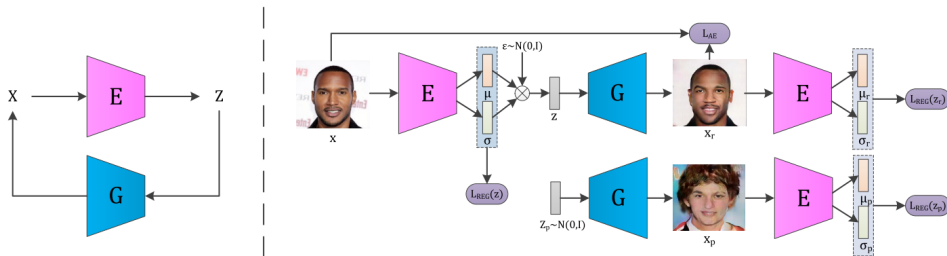 X
E
Z
G
x
E
μ
σ
ε~N(0,I)
z
G
x_r
L_AE
E
μ_r
σ_r
L_REG(z_r)
L_REG(z)
Z_p~N(0,I)
G
x_p
E
μ_p
σ_p
L_REG(z_p)